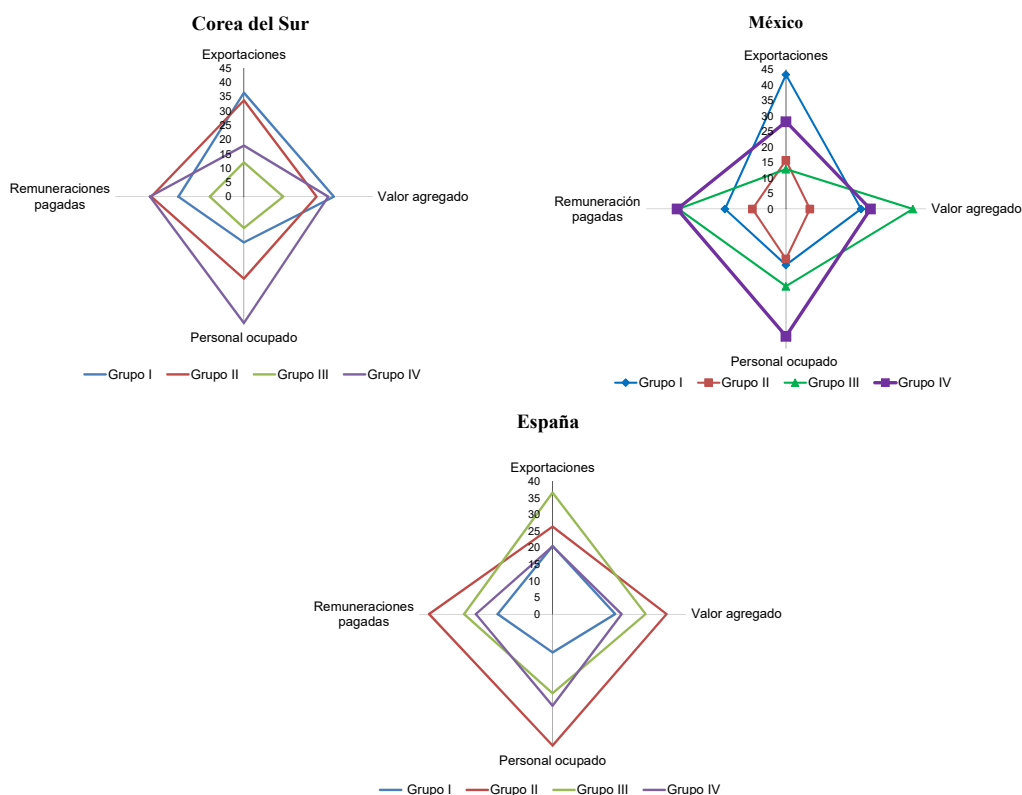 Corea del Sur
Exportaciones
45
40
35
30
25
20
15
10
5
0
Remuneraciones
pagadas
Valor agregado
Personal ocupado
Grupo I Grupo II Grupo III Grupo IV
México
Exportaciones
45
40
35
30
25
20
15
10
5
0
Remuneración
pagadas
Valor agregado
Personal ocupado
Grupo I Grupo II Grupo III Grupo IV
España
Exportaciones
40
35
30
25
20
15
10
5
0
Remuneraciones
pagadas
Valor agregado
Personal ocupado
Grupo I Grupo II Grupo III Grupo IV